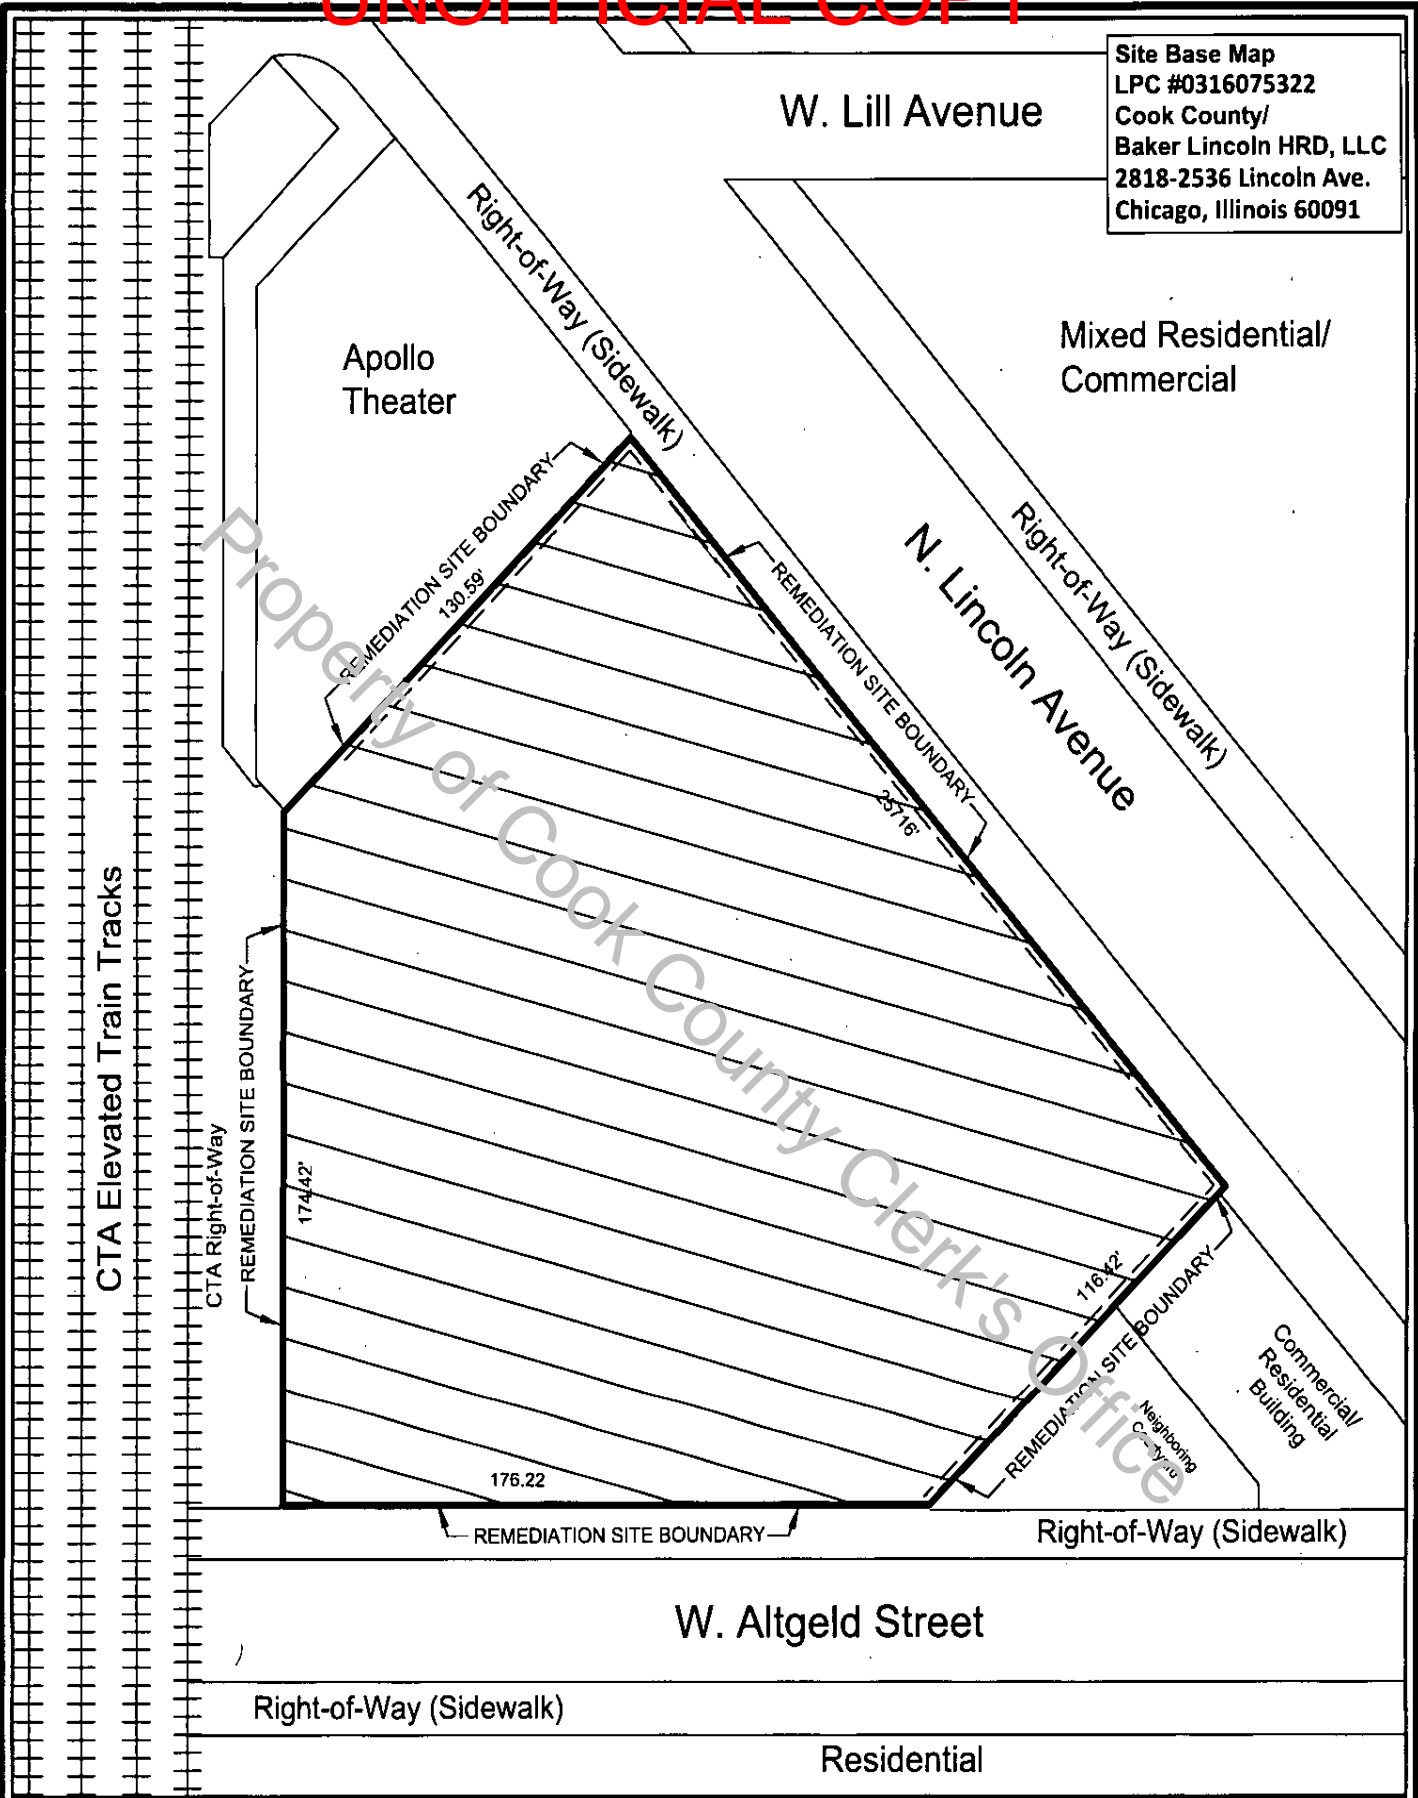 UNOFFICIAL COPY
Site Base Map
LPC #0316075322
Cook County/
Baker Lincoln HRD, LLC
2818-2536 Lincoln Ave.
Chicago, Illinois 60091
W. Lill Avenue
Right-of-Way (Sidewalk)
Mixed Residential/
Commercial
Apollo
Theater
REMEDIATION SITE BOUNDARY
130.59'
REMEDIATION SITE BOUNDARY
257.16'
N. Lincoln Avenue
Right-of-Way (Sidewalk)
Property of Cook County Clerk's Office
CTA Elevated Train Tracks
CTA Right-of-Way
REMEDIATION SITE BOUNDARY
174.42'
116.42'
REMEDIATION SITE BOUNDARY
Commercial/
Residential
Building
Neighboring
176.22
REMEDIATION SITE BOUNDARY
Right-of-Way (Sidewalk)
W. Altgeld Street
Right-of-Way (Sidewalk)
Residential